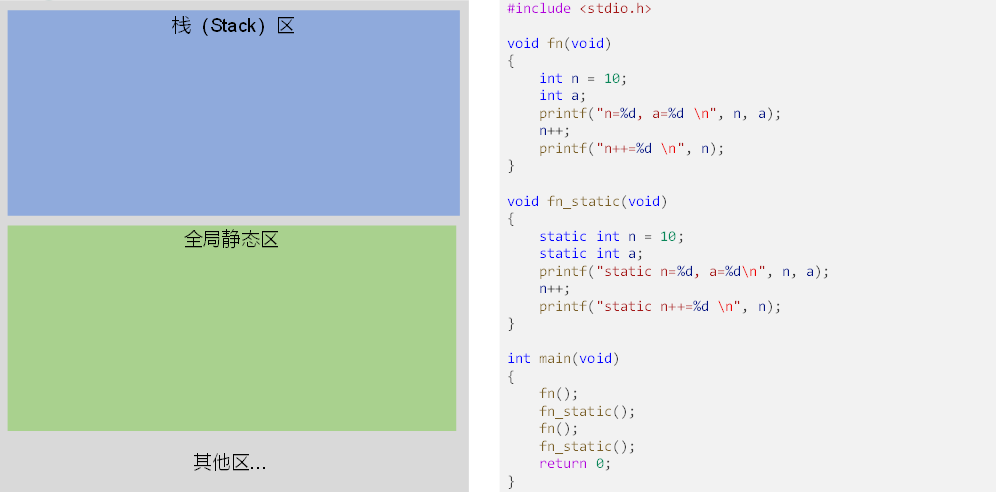 栈（Stack）区
全局静态区
其他区...
#include <stdio.h>
void fn(void)
{
    int n = 10;
    int a;
    printf("n=%d, a=%d \n", n, a);
    n++;
    printf("n++=%d \n", n);
}
void fn_static(void)
{
    static int n = 10;
    static int a;
    printf("static n=%d, a=%d\n", n, a);
    n++;
    printf("static n++=%d \n", n);
}
int main(void)
{
    fn();
    fn_static();
    fn();
    fn_static();
    return 0;
}